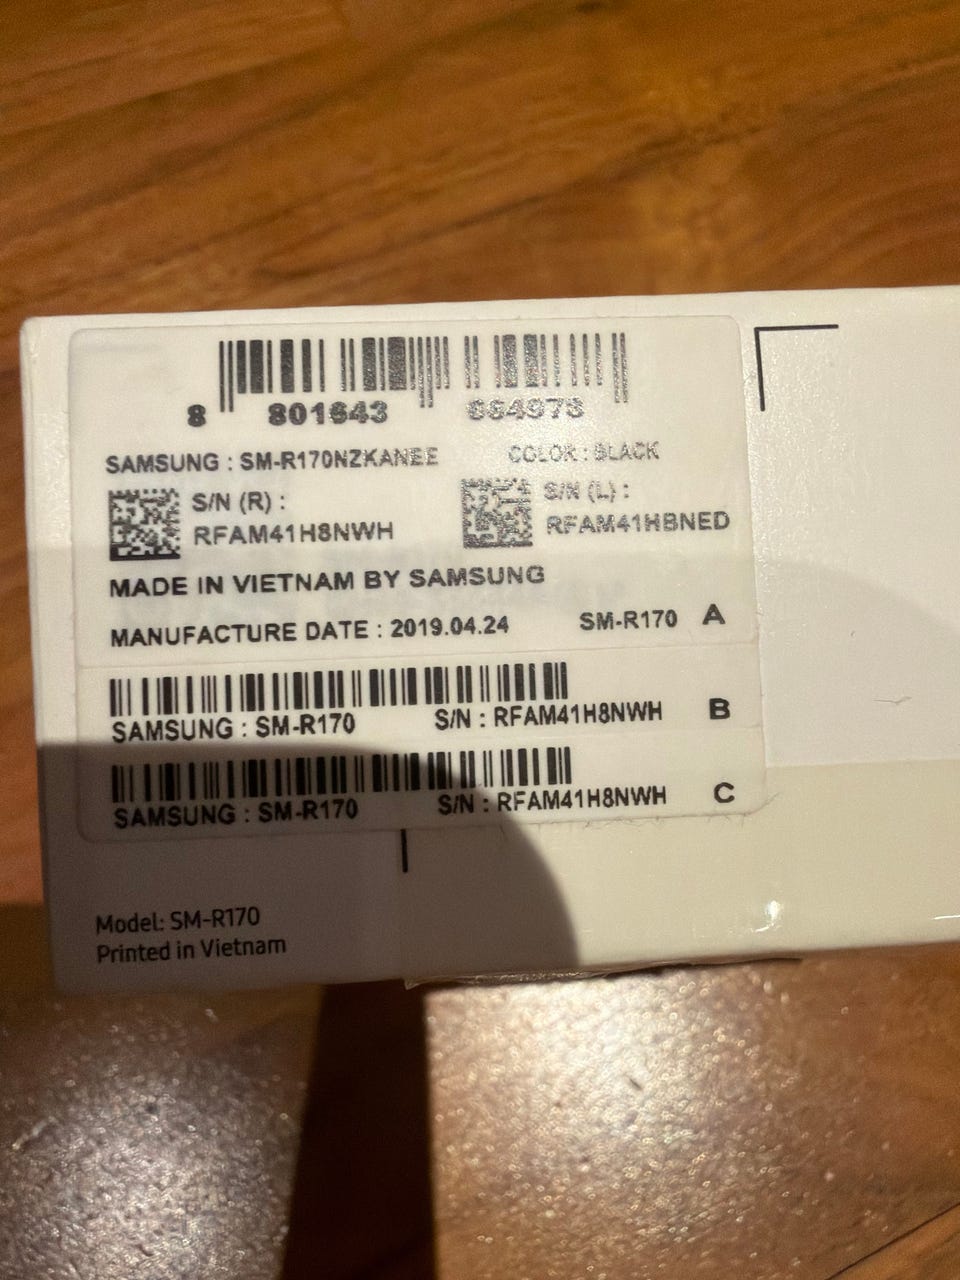 8 801643
SAMSUNG : SM-R170NZKANEE COLOR : BLACK
S/N (R) : S/N (L) :
RFAM41H8NWH RFAM41HBNED
MADE IN VIETNAM BY SAMSUNG
MANUFACTURE DATE : 2019.04.24 SM-R170 A
SAMSUNG : SM-R170 S/N : RFAM41H8NWH B
SAMSUNG : SM-R170 S/N : RFAM41H8NWH C
Model: SM-R170
Printed in Vietnam